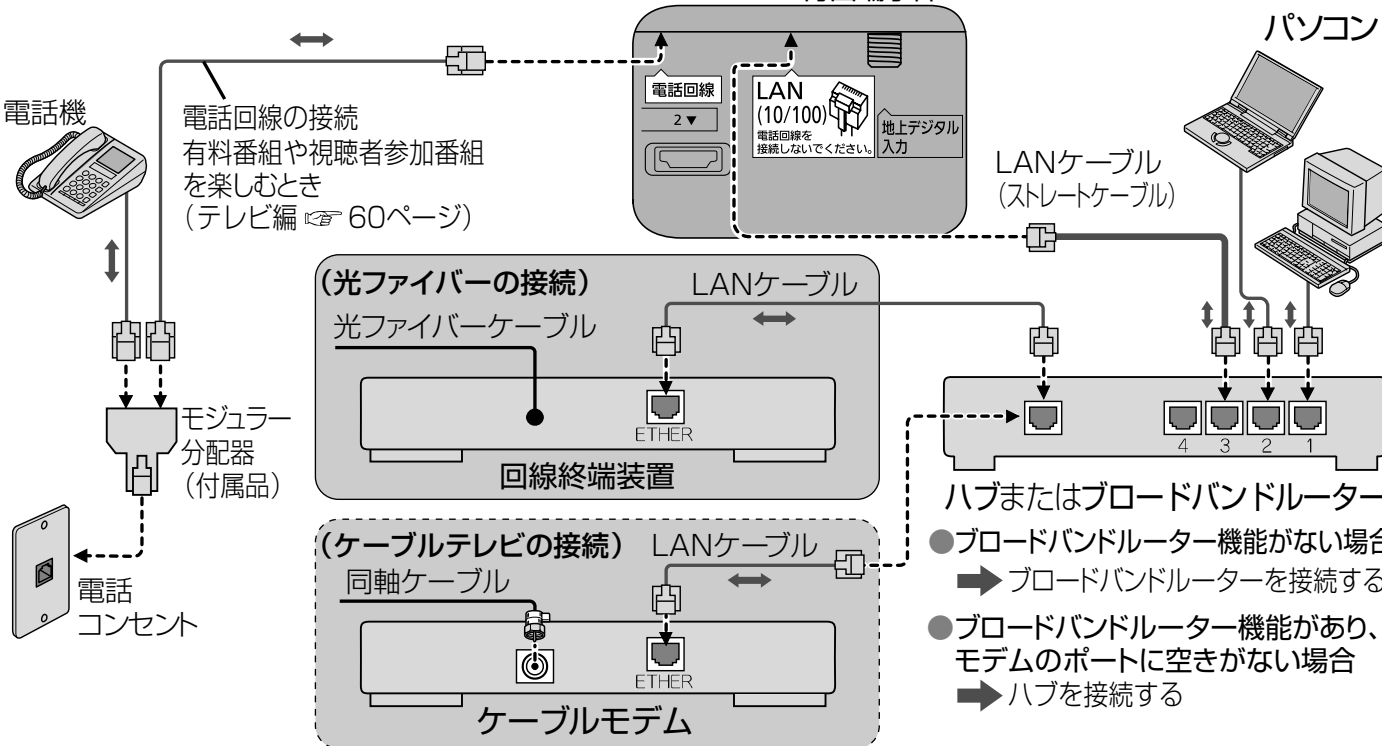 パソコン
電話機
電話回線の接続
有料番組や視聴者参加番組
を楽しむとき
(テレビ編 ☞ 60ページ)
電話回線
2▼
LAN
(10/100)
電話回線を
接続しないでください。
地上デジタル
入力
LANケーブル
(ストレートケーブル)
(光ファイバーの接続)
LANケーブル
光ファイバーケーブル
ETHER
回線終端装置
モジュラー
分配器
(付属品)
電話
コンセント
4 3 2 1
ハブまたはブロードバンドルーター
●ブロードバンドルーター機能がない場合
➡ブロードバンドルーターを接続する
●ブロードバンドルーター機能があり、
モデムのポートに空きがない場合
➡ハブを接続する
(ケーブルテレビの接続)
LANケーブル
同軸ケーブル
ETHER
ケーブルモデム